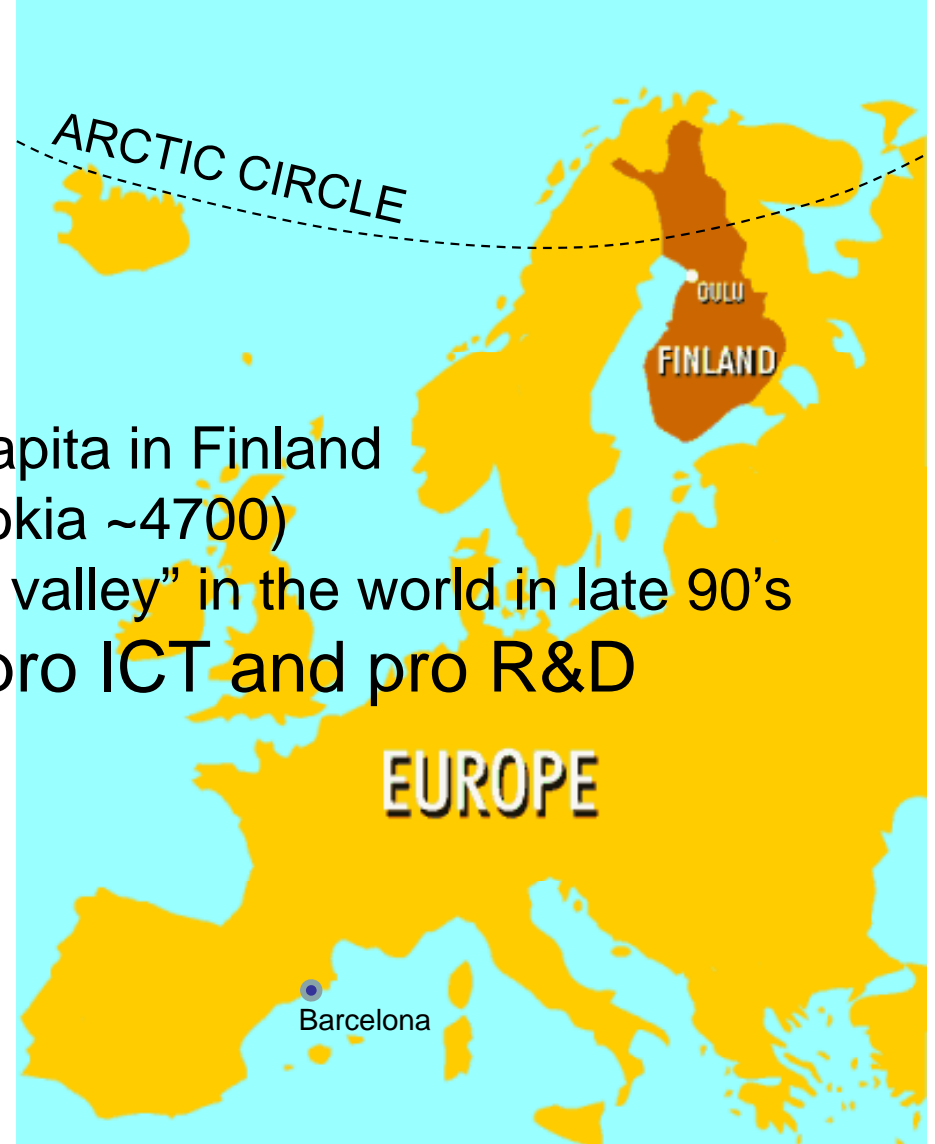 ARCTIC CIRCLE
OULU
FINLAND
apita in Finland
okia ~4700)
valley” in the world in late 90’s
pro ICT and pro R&D
EUROPE
Barcelona